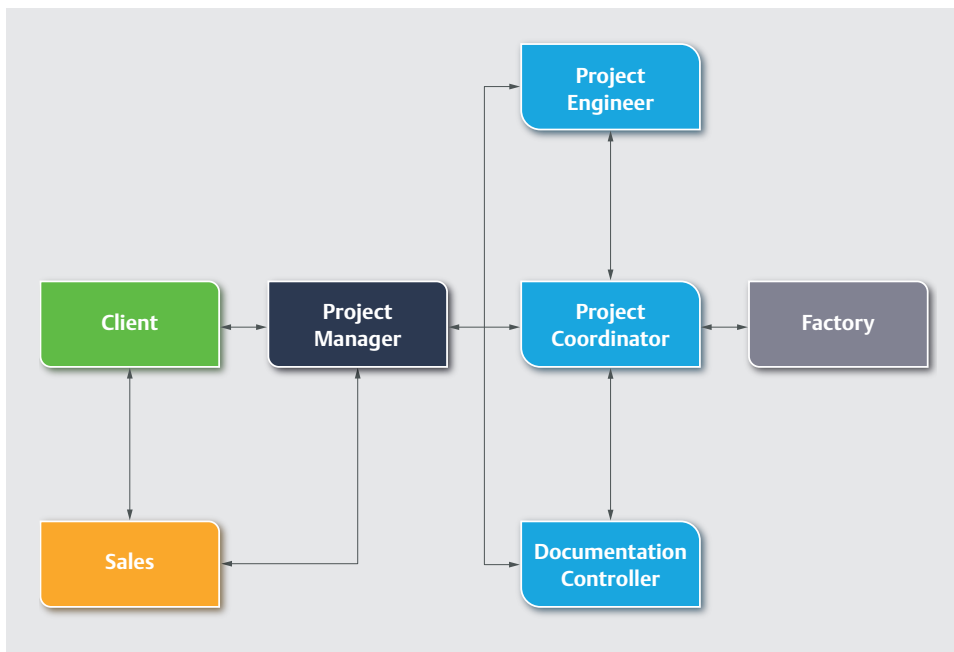 Project
Engineer
Client
Project
Manager
Project
Coordinator
Factory
Sales
Documentation
Controller